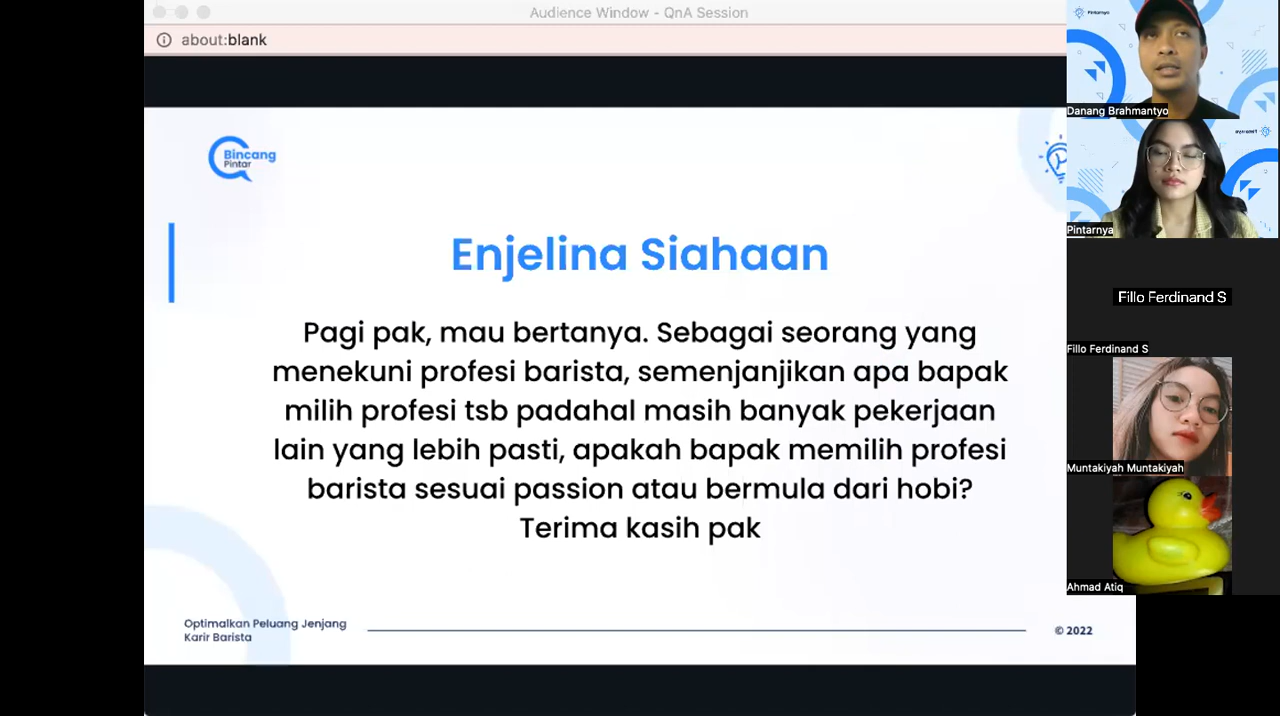 Audience Window - QnA Session
about:blank
Bincang
Pintar
Enjelina Siahaan
Pagi pak, mau bertanya. Sebagai seorang yang
menekuni profesi barista, semenjanjikan apa bapak
milih profesi tsb padahal masih banyak pekerjaan
lain yang lebih pasti, apakah bapak memilih profesi
barista sesuai passion atau bermula dari hobi?
Terima kasih pak
Optimalkan Peluang Jenjang
Karir Barista
© 2022
Pintarnya
Danang Brahmantyo
Pintarnya
Fillo Ferdinand S
Fillo Ferdinand S
Muntakiyah Muntakiyah
Ahmad Atiq